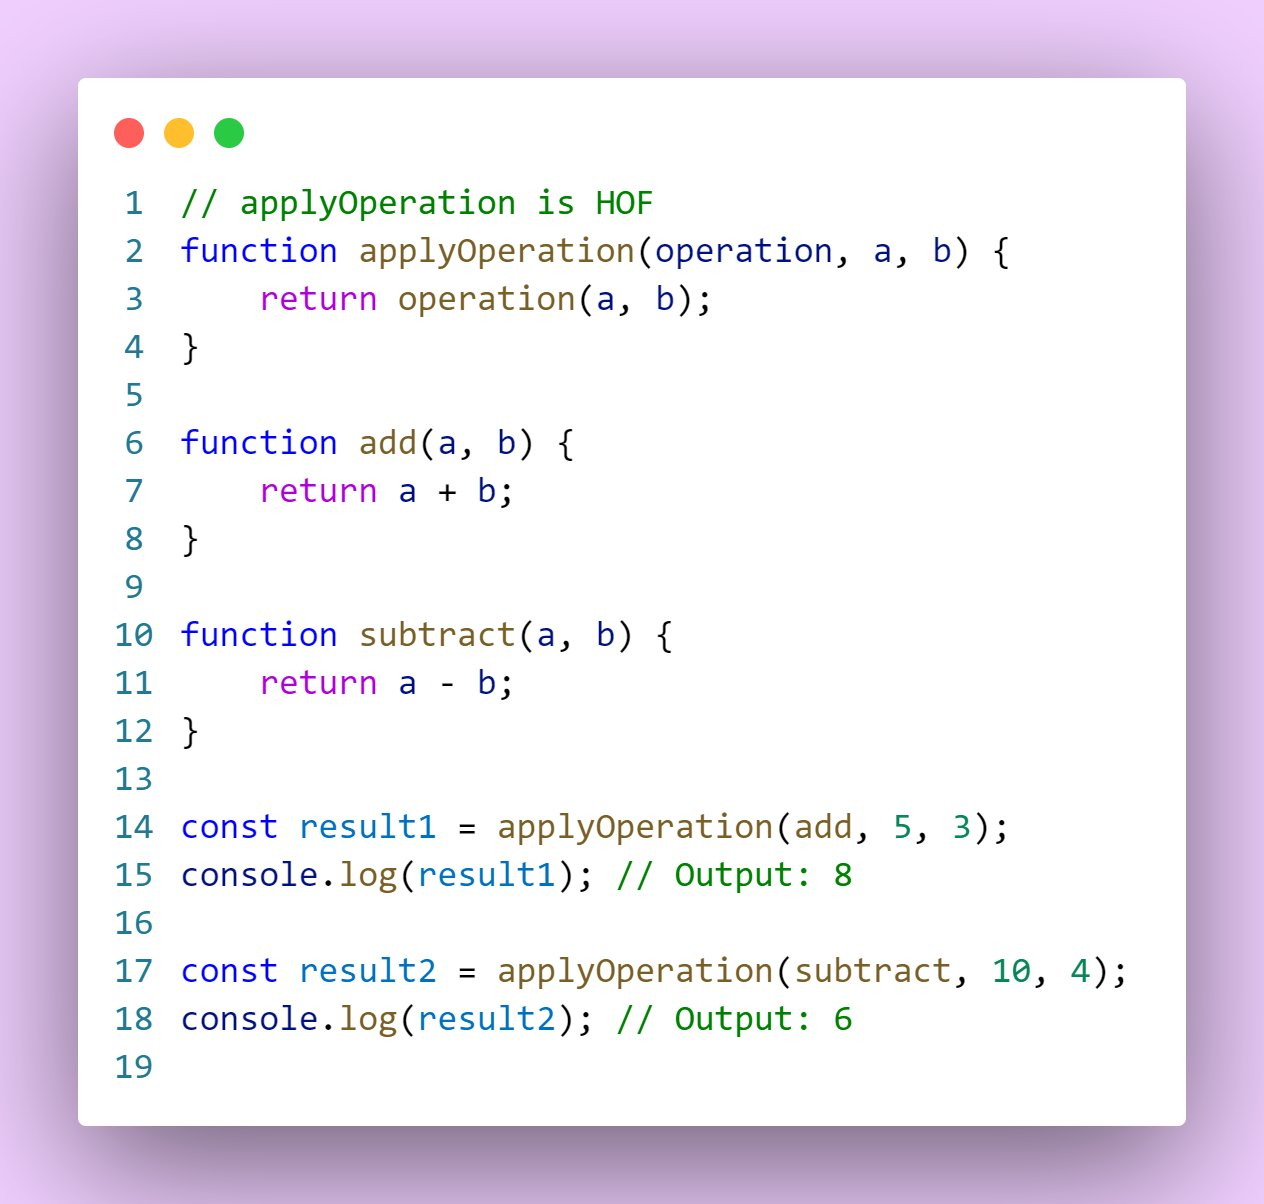 1 // applyOperation is HOF
2 function applyOperation(operation, a, b) {
3     return operation(a, b);
4 }
5
6 function add(a, b) {
7     return a + b;
8 }
9
10 function subtract(a, b) {
11     return a - b;
12 }
13
14 const result1 = applyOperation(add, 5, 3);
15 console.log(result1); // Output: 8
16
17 const result2 = applyOperation(subtract, 10, 4);
18 console.log(result2); // Output: 6
19